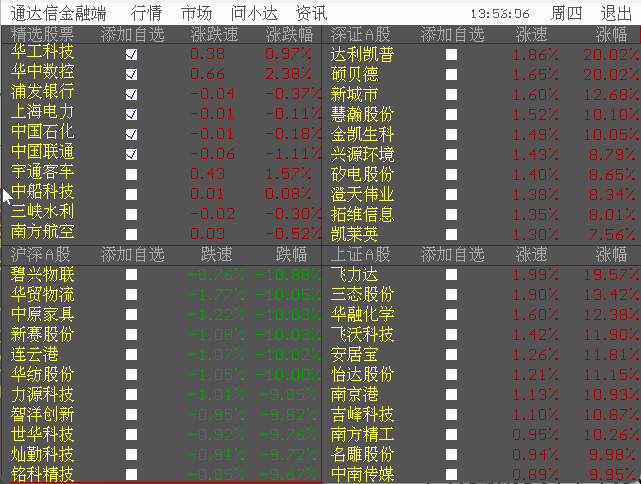 通达信金融端 行情 市场 问小达 资讯 13:53:06 周四 退出
精选股票 添加自选 涨跌速 涨跌幅
华工科技 0.38 0.97%
华中数控 0.66 2.38%
浦发银行 -0.04 -0.37%
上海电力 -0.01 -0.11%
中国石化 -0.01 -0.18%
中国联通 -0.06 -1.11%
宇通客车 0.43 1.57%
中船科技 0.01 0.08%
三峡水利 -0.02 -0.30%
南方航空 0.03 -0.52%
深证A股 添加自选 涨速 涨幅
达利凯普 1.86% 20.02%
硕贝德 1.65% 20.02%
新城市 1.60% 12.68%
慧瀚股份 1.52% 10.10%
金凯生科 1.49% 10.05%
兴源环境 1.43% 8.79%
矽电股份 1.40% 8.65%
澄天伟业 1.38% 8.34%
拓维信息 1.35% 8.01%
凯莱英 1.30% 7.56%
沪深A股 添加自选 跌速 跌幅
碧兴物联
华贸物流 -1.77% -10.05%
中原家具 -1.22% -10.03%
新赛股份 -10.03%
连云港 -1.07% -10.02%
华纺股份 -1.05% -10.00%
力源科技 -1.01% -9.95%
智洋创新 -0.95%
世华科技 -0.92% -9.76%
灿勤科技 -0.91% -9.72%
铭科精技 -0.85% -9.67%
上证A股 添加自选 涨速 涨幅
飞力达 1.99% 19.57%
三态股份 1.90% 13.42%
华融化学 1.60% 12.38%
飞沃科技 1.42% 11.90%
安居宝 1.26% 11.81%
怡达股份 1.21% 11.15%
南京港 1.13% 10.93%
吉峰科技 1.10% 10.87%
南方精工 0.95% 10.26%
名雕股份 0.94% 9.98%
中南传媒 0.89% 9.95%